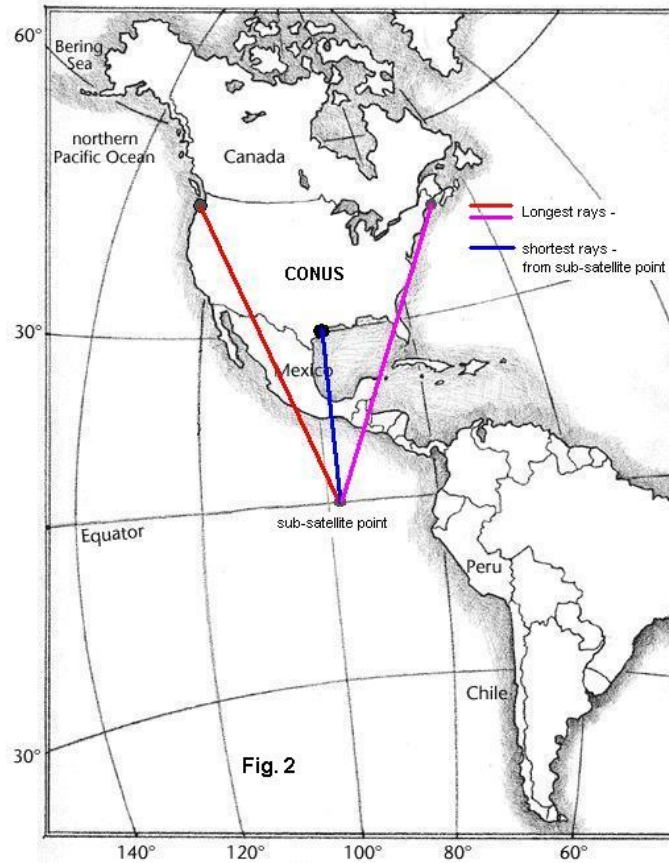 60°
Bering
Sea
northern
Pacific Ocean
Canada
Longest rays -
shortest rays -
from sub-satellite point
CONUS
30°
Mexico
sub-satellite point
Equator
Peru
Chile
30°
Fig. 2
140°
120°
100°
80°
60°